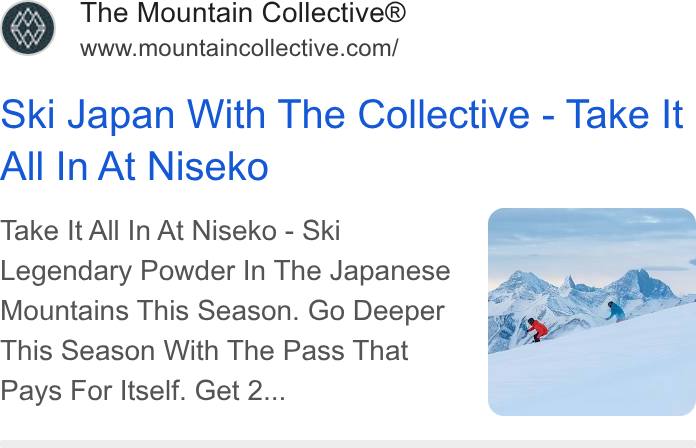 The Mountain Collective®
www.mountaincollective.com/
Ski Japan With The Collective - Take It
All In At Niseko
Take It All In At Niseko - Ski
Legendary Powder In The Japanese
Mountains This Season. Go Deeper
This Season With The Pass That
Pays For Itself. Get 2...